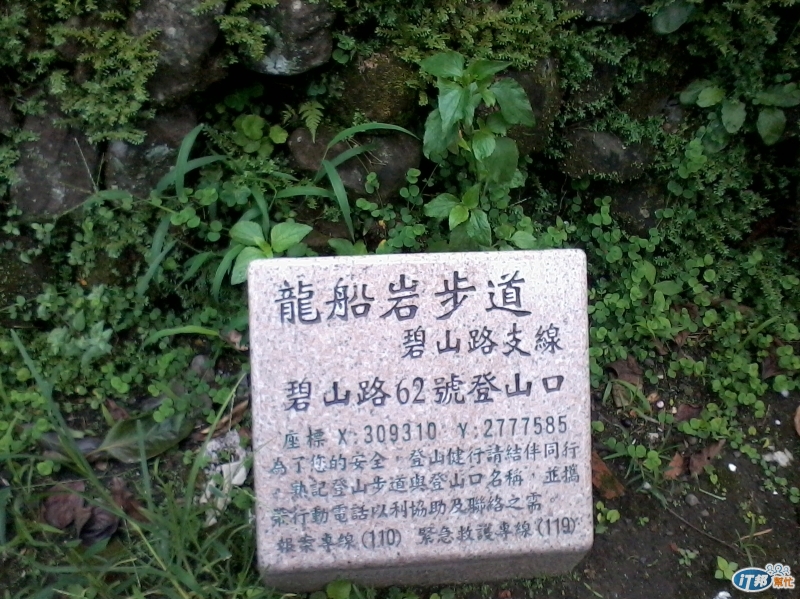 龍船岩步道
碧山路支線
碧山路62號登山口
座標 X:309310 Y:2777585
為了您的安全，登山健行請結伴同行
，熟記登山步道與登山口名稱，並攜
帶行動電話以利協助及聯絡之需。
報案專線(110) 緊急救護專線(119)
iT邦幫忙